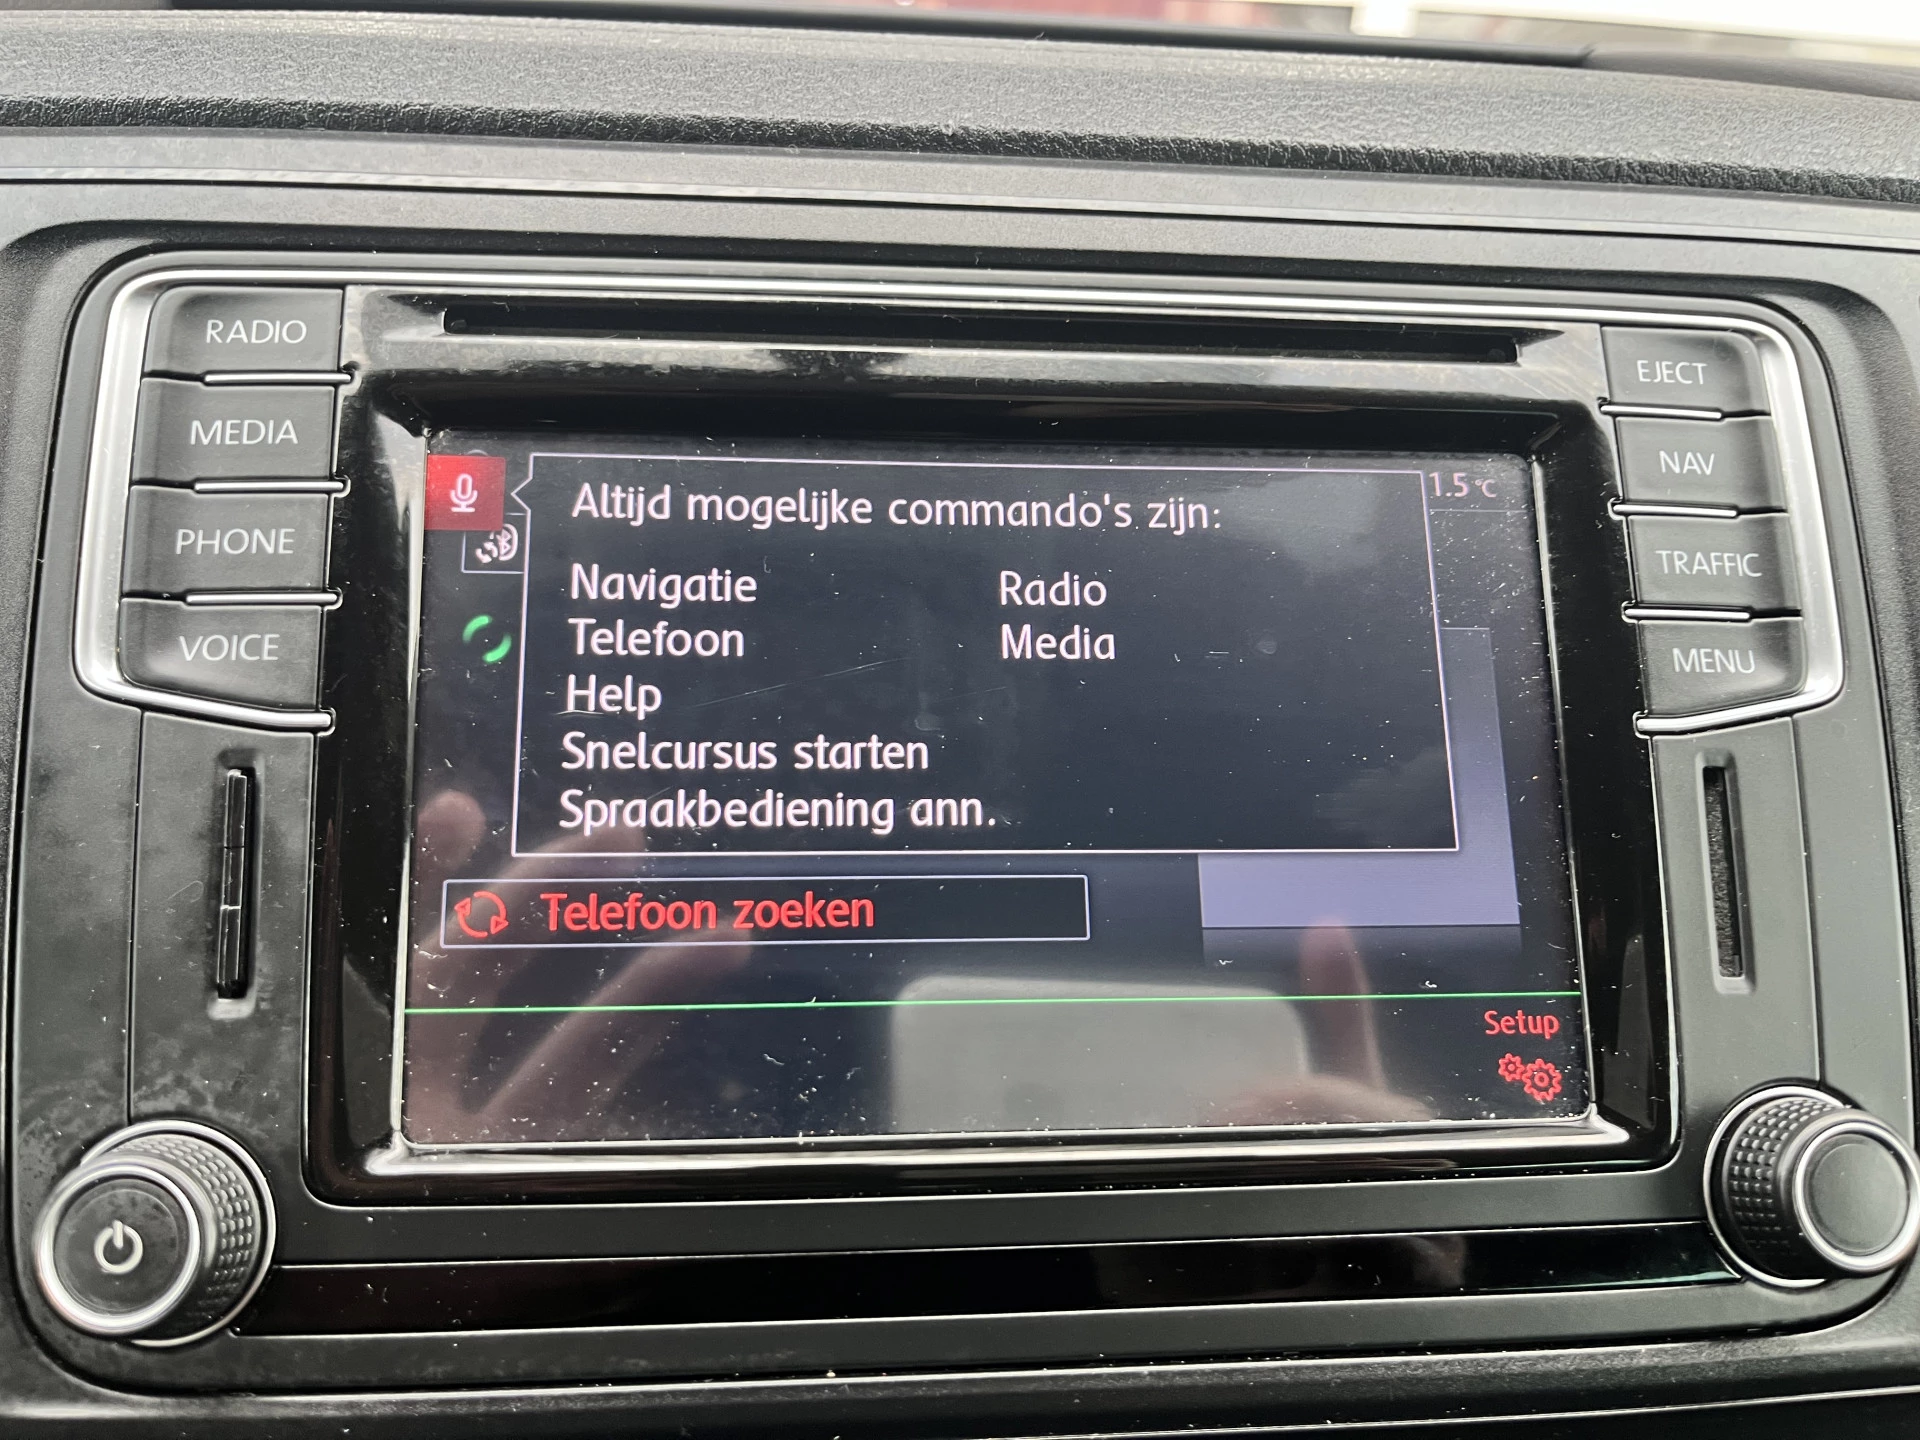 RADIO
MEDIA
PHONE
VOICE
EJECT
NAV
TRAFFIC
MENU
1.5 °C
Altijd mogelijke commando's zijn:
Navigatie Radio
Telefoon Media
Help
Snelcursus starten
Spraakbediening ann.
Telefoon zoeken
Setup